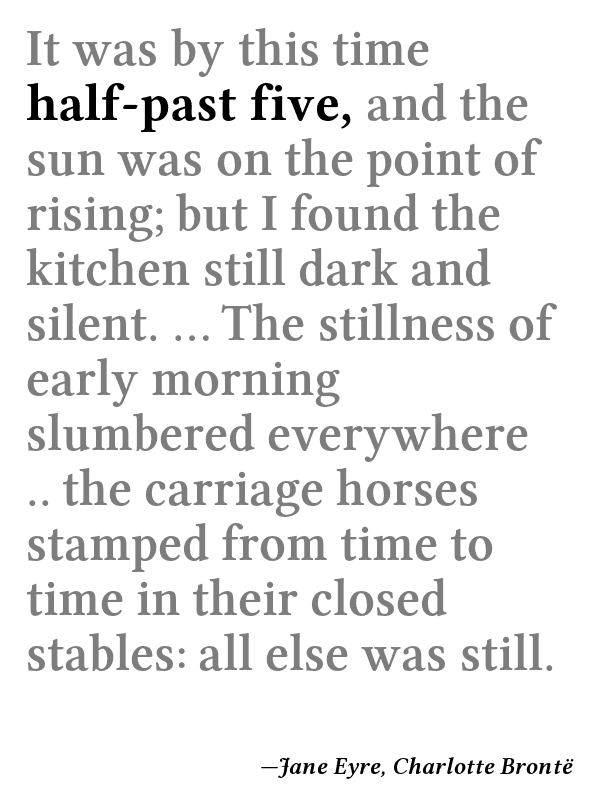 It was by this time
half-past five, and the
sun was on the point of
rising; but I found the
kitchen still dark and
silent. ... The stillness of
early morning
slumbered everywhere
.. the carriage horses
stamped from time to
time in their closed
stables: all else was still.
—Jane Eyre, Charlotte Brontë